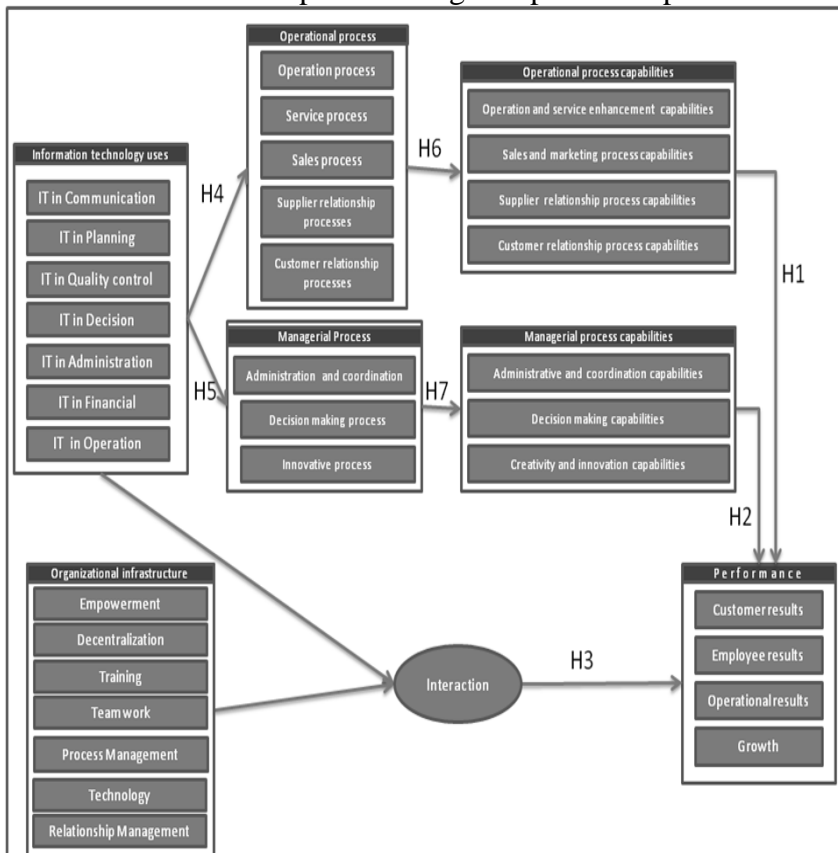 Operational process
Operation process
Service process
Sales process
Supplier relationship
processes
Customer relationship
processes
H6
Operational process capabilities
Operation and service enhancement capabilities
Sales and marketing process capabilities
Supplier relationship process capabilities
Customer relationship process capabilities
Information technology uses
IT in Communication
IT in Planning
IT in Quality control
IT in Decision
IT in Administration
IT in Financial
IT in Operation
H4
H5
H1
Managerial Process
Administration and coordination
Decision making process
Innovative process
H7
Managerial process capabilities
Administrative and coordination capabilities
Decision making capabilities
Creativity and innovation capabilities
H2
Organizational infrastructure
Empowerment
Decentralization
Training
Team work
Process Management
Technology
Relationship Management
Interaction
H3
Performance
Customer results
Employee results
Operational results
Growth